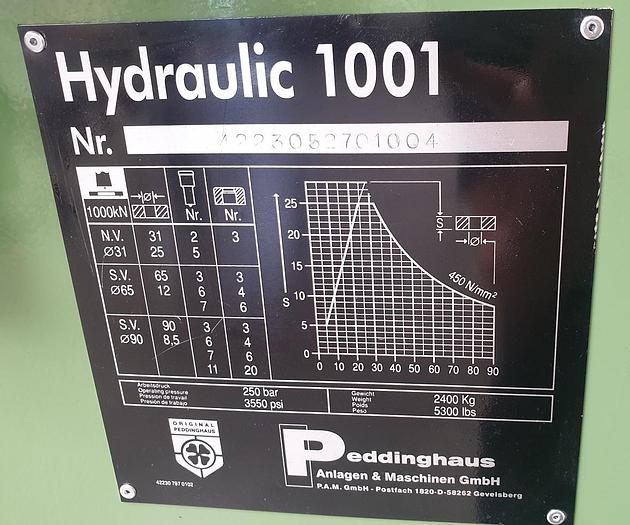 Hydraulic 1001
Nr. 4223052701004
1000kN Ø Nr. Nr.
N.V. 31 2 3
Ø31 25 5
S.V. 65 3 3
Ø65 12 6 4
7 6
S.V. 90 3 3
Ø90 8,5 6 4
7 6
11 20
25
20
15
S 10
5
0
0 10 20 30 40 50 60 70 80 90
S
Ø
450 N/mm²
Arbeitsdruck
Operating pressure 250 bar
Pression de travail 3550 psi
Presion de trabajo
Gewicht
Weight 2400 Kg
Poids 5300 lbs
Peso
ORIGINAL
PEDDINGHAUS
42230 797 0102
Peddinghaus
Anlagen & Maschinen GmbH
P.A.M. GmbH - Postfach 1820-D-58262 Gevelsberg